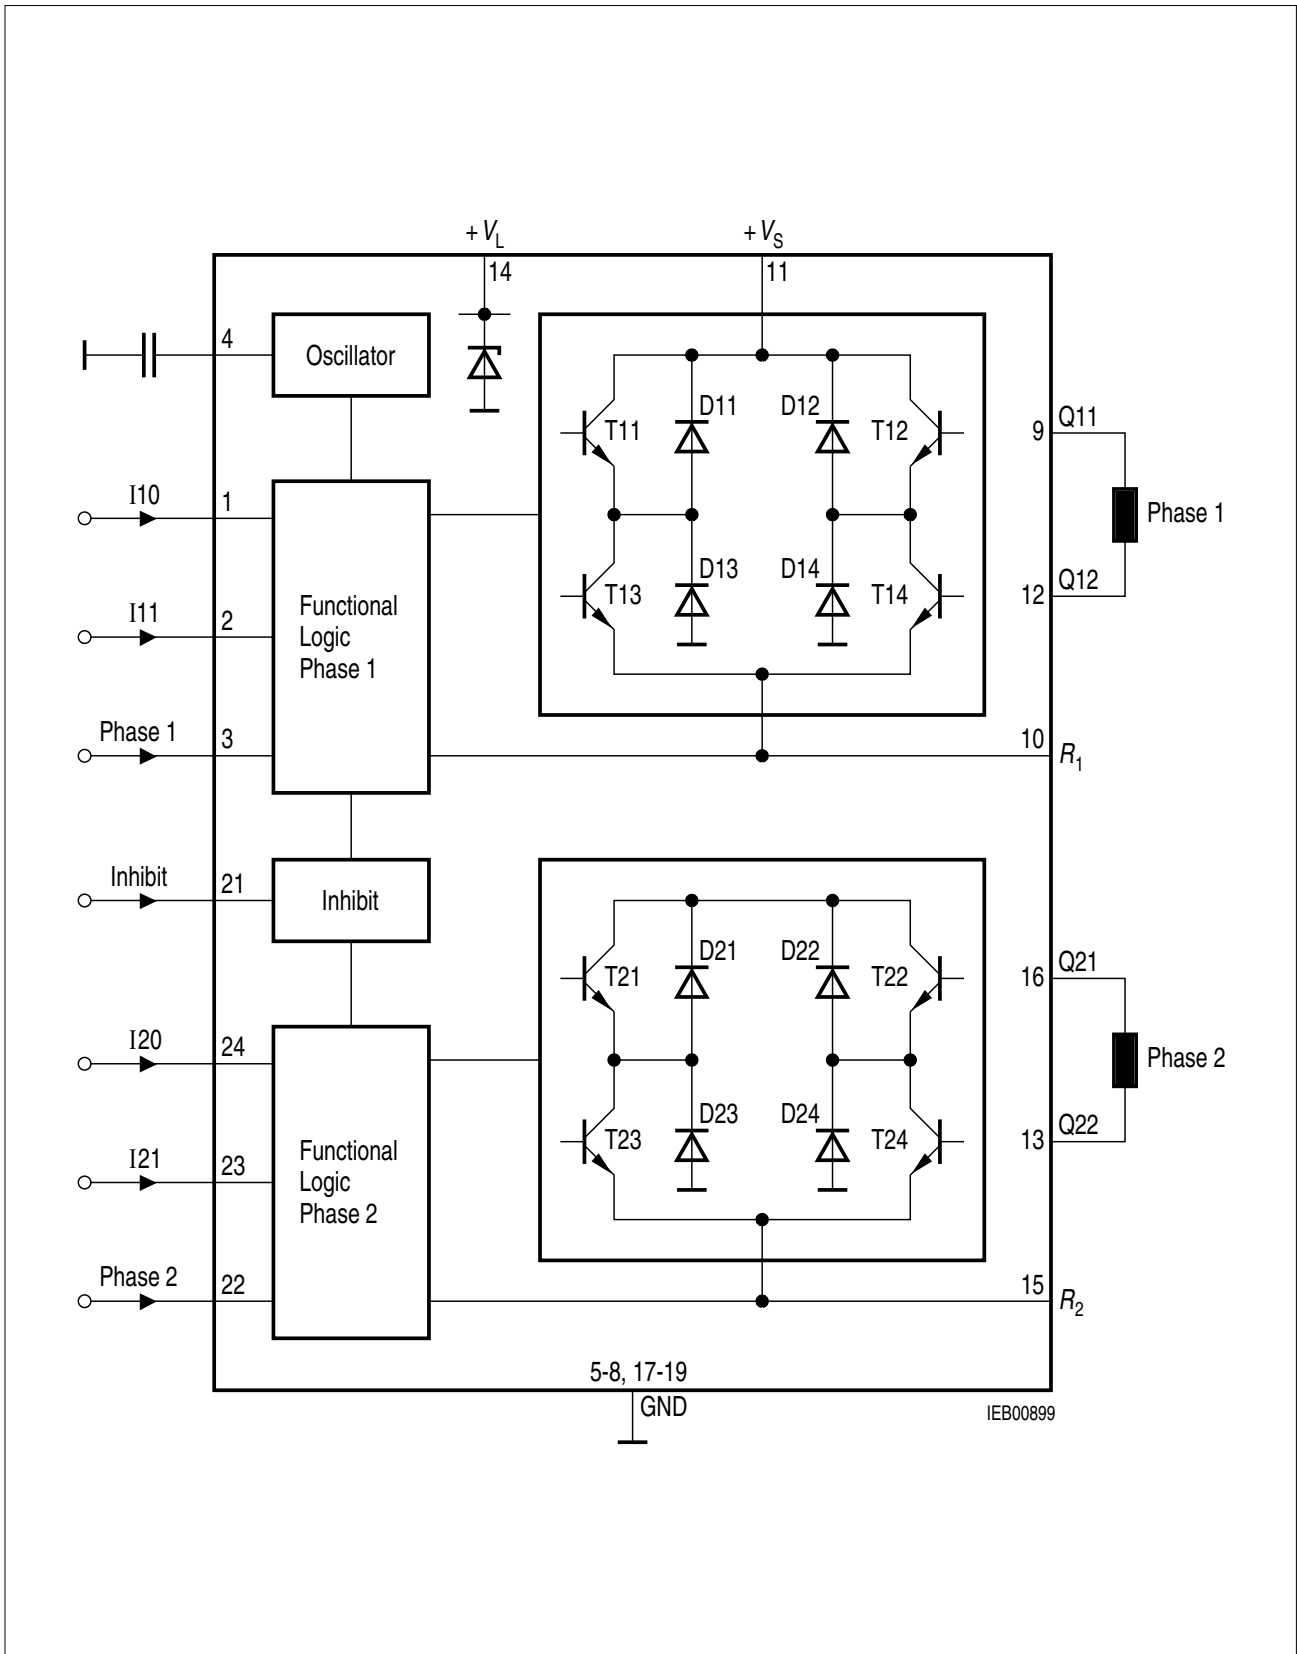 + VL
+ VS
14
11
4
Oscillator
D11
D12
T11
T12
9
Q11
I10
1
Phase 1
D13
D14
T13
T14
12
Q12
I11
2
Functional
Logic
Phase 1
Phase 1
3
10
R1
Inhibit
21
Inhibit
D21
D22
T21
T22
16
Q21
I20
24
Phase 2
D23
D24
T23
T24
13
Q22
I21
23
Functional
Logic
Phase 2
Phase 2
22
15
R2
5-8, 17-19
GND
IEB00899